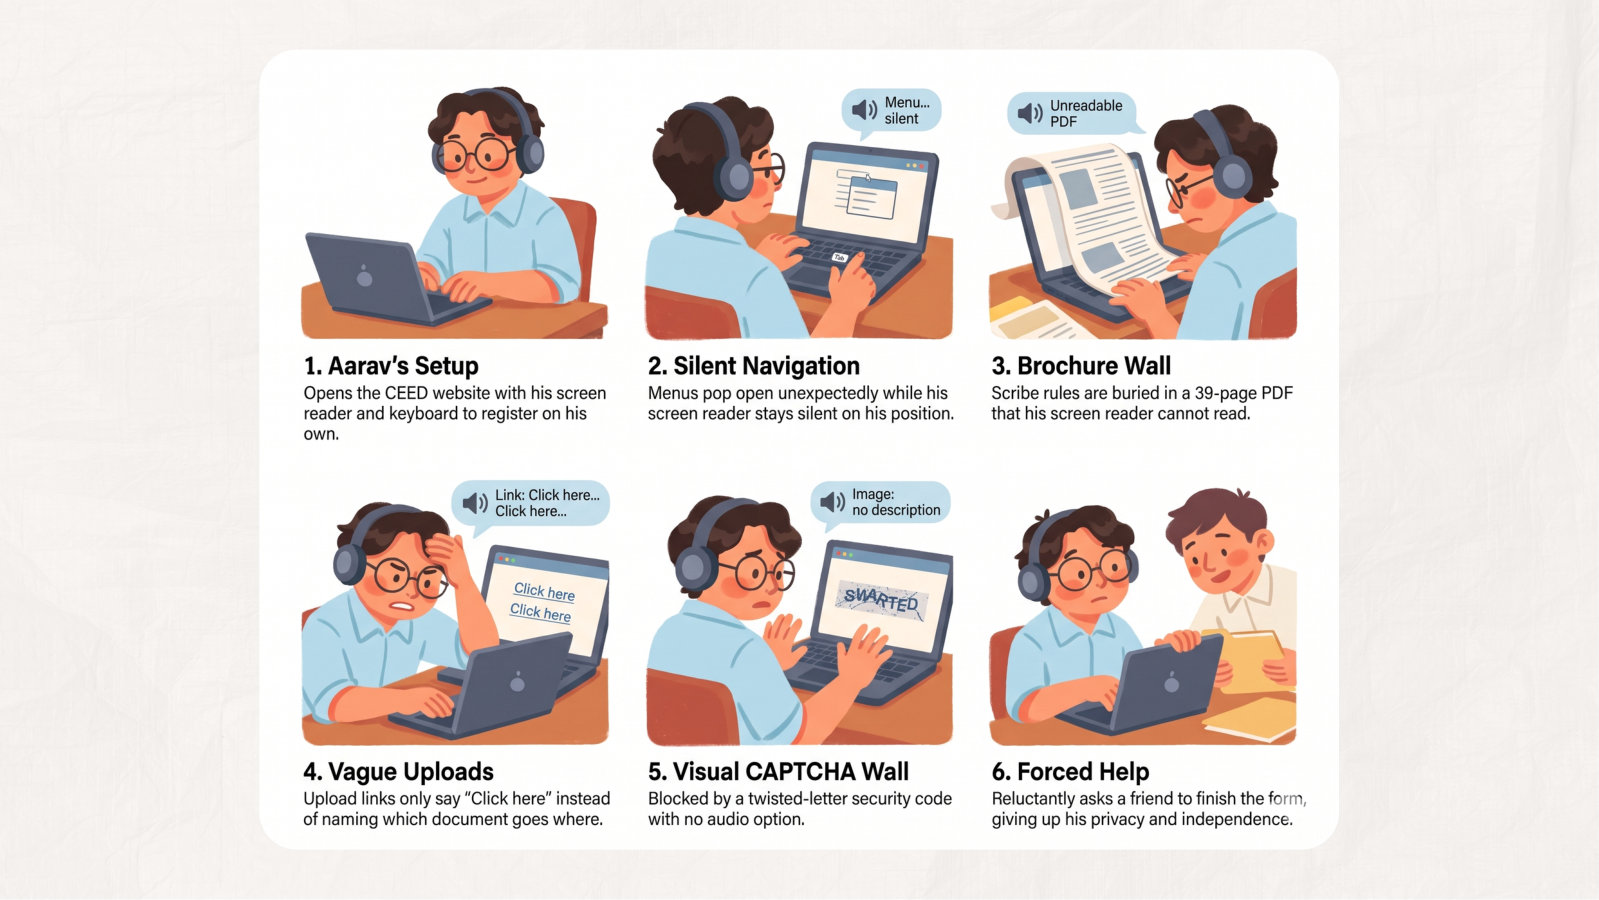 Menu...
silent
Unreadable
PDF
Tab
1. Aarav’s Setup
Opens the CEED website with his screen
reader and keyboard to register on his
own.
2. Silent Navigation
Menus pop open unexpectedly while his
screen reader stays silent on his position.
3. Brochure Wall
Scribe rules are buried in a 39-page PDF
that his screen reader cannot read.
Link: Click here...
Click here...
Click here
Click here
Image:
no description
SWARTED
4. Vague Uploads
Upload links only say “Click here” instead
of naming which document goes where.
5. Visual CAPTCHA Wall
Blocked by a twisted-letter security code
with no audio option.
6. Forced Help
Reluctantly asks a friend to finish the form,
giving up his privacy and independence.